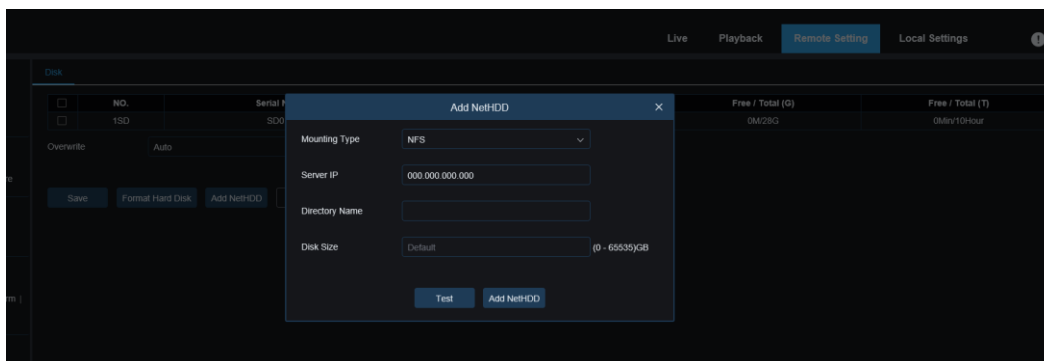 Live Playback Remote Setting Local Settings
Disk
NO. Serial Free / Total (G) Free / Total (T)
1SD SD0 0M/28G 0Min/10Hour
Overwrite Auto
Save Format Hard Disk Add NetHDD
Add NetHDD
Mounting Type NFS
Server IP 000.000.000.000
Directory Name
Disk Size Default (0 - 65535)GB
Test Add NetHDD